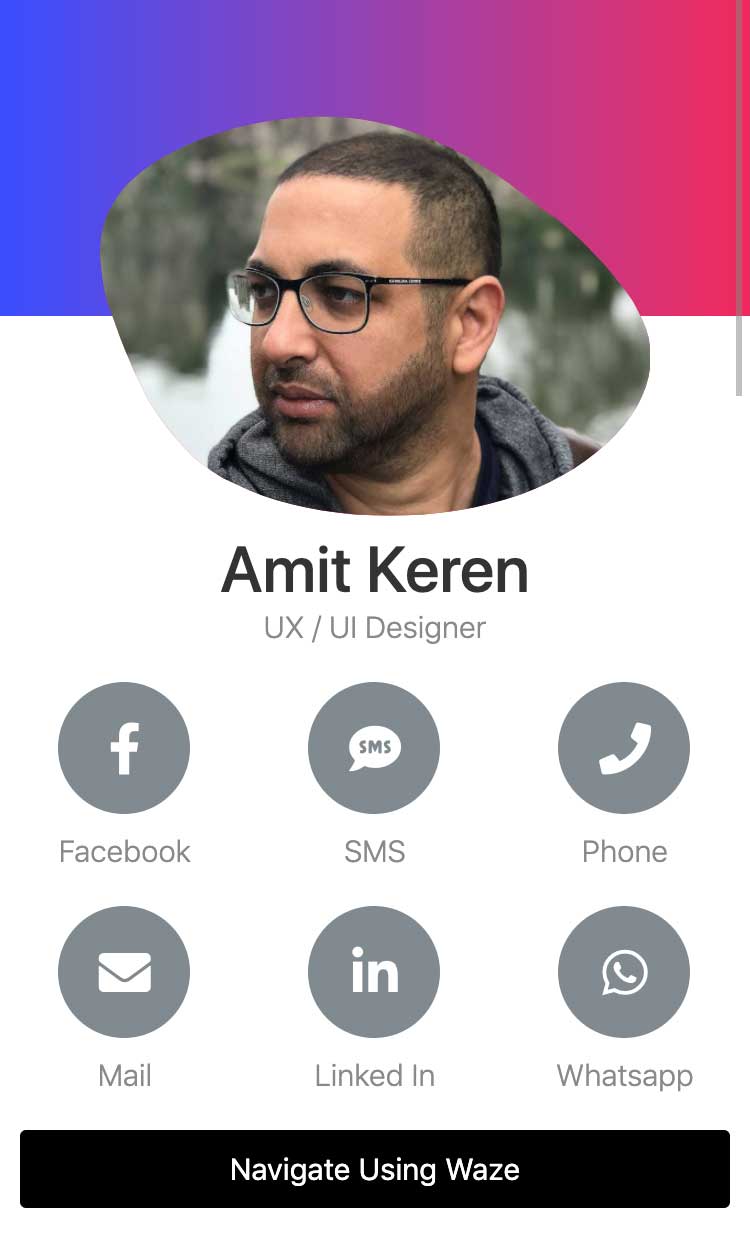 Amit Keren
UX / UI Designer
SMS
Facebook
SMS
Phone
in
Mail
Linked In
Whatsapp
Navigate Using Waze